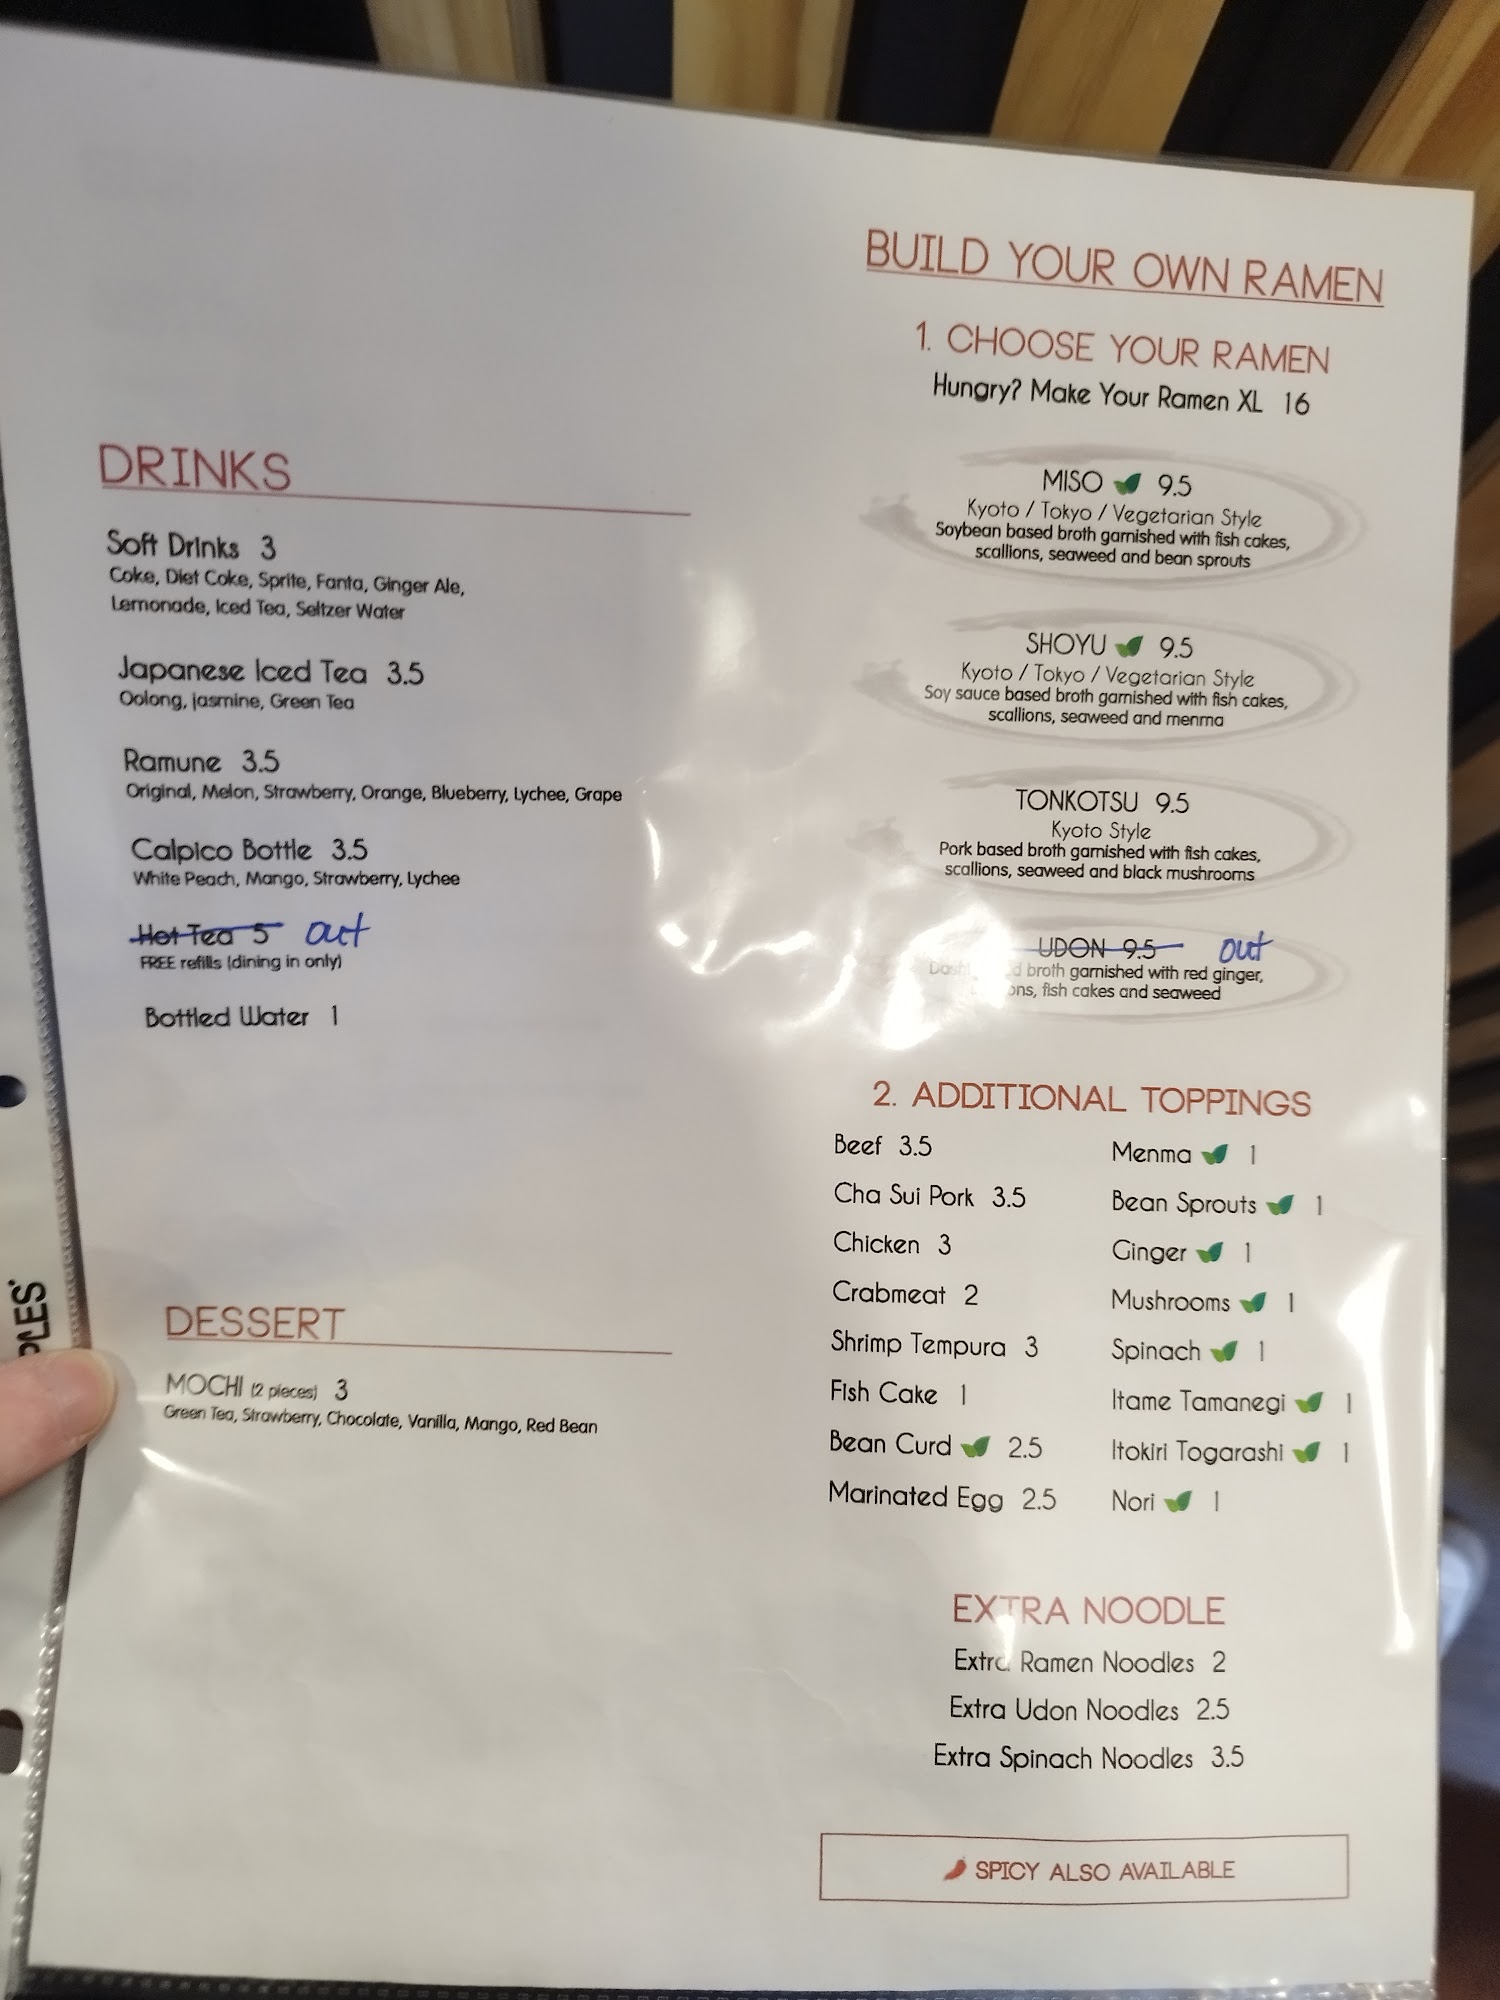 DRINKS
Soft Drinks 3
Coke, Diet Coke, Sprite, Fanta, Ginger Ale,
Lemonade, Iced Tea, Seltzer Water
Japanese Iced Tea 3.5
Oolong, jasmine, Green Tea
Ramune 3.5
Original, Melon, Strawberry, Orange, Blueberry, Lychee, Grape
Calpico Bottle 3.5
White Peach, Mango, Strawberry, Lychee
Hot Tea 5 out
FREE refills (dining in only)
Bottled Water 1
DESSERT
MOCHI (2 pieces) 3
Green Tea, Strawberry, Chocolate, Vanilla, Mango, Red Bean
BUILD YOUR OWN RAMEN
1. CHOOSE YOUR RAMEN
Hungry? Make Your Ramen XL 16
MISO 9.5
Kyoto / Tokyo / Vegetarian Style
Soybean based broth garnished with fish cakes,
scallions, seaweed and bean sprouts
SHOYU 9.5
Kyoto / Tokyo / Vegetarian Style
Soy sauce based broth garnished with fish cakes,
scallions, seaweed and menma
TONKOTSU 9.5
Kyoto Style
Pork based broth garnished with fish cakes,
scallions, seaweed and black mushrooms
UDON 9.5 out
broth garnished with red ginger,
fish cakes and seaweed
2. ADDITIONAL TOPPINGS
Beef 3.5
Cha Sui Pork 3.5
Chicken 3
Crabmeat 2
Shrimp Tempura 3
Fish Cake 1
Bean Curd 2.5
Marinated Egg 2.5
Menma 1
Bean Sprouts 1
Ginger 1
Mushrooms 1
Spinach 1
Itame Tamanegi 1
Itokiri Togarashi 1
Nori 1
EXTRA NOODLE
Extra Ramen Noodles 2
Extra Udon Noodles 2.5
Extra Spinach Noodles 3.5
SPICY ALSO AVAILABLE